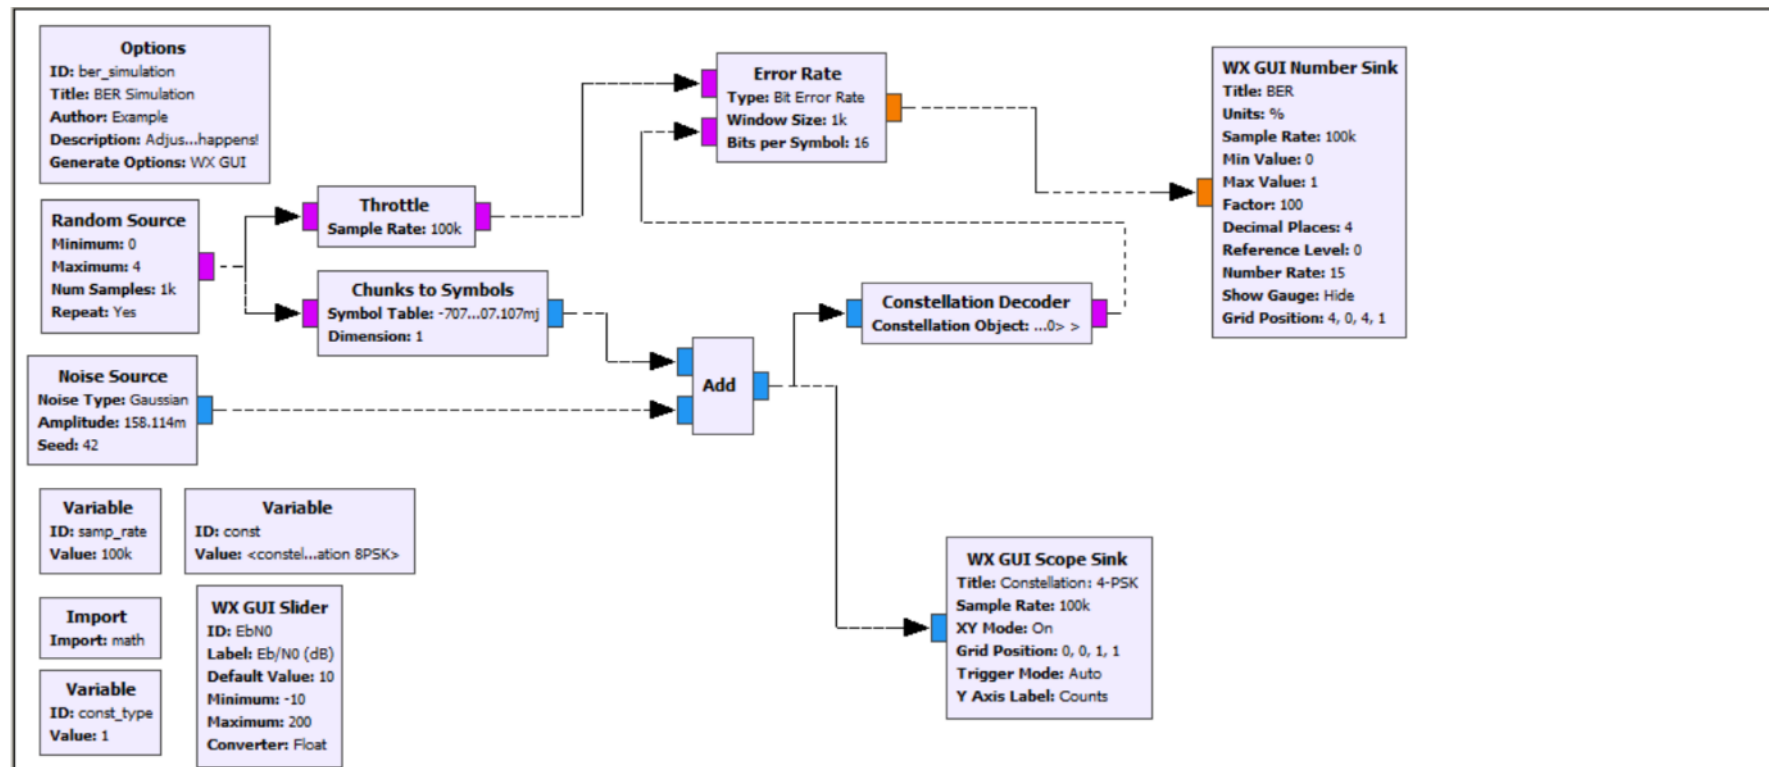 Options
ID: ber_simulation
Title: BER Simulation
Author: Example
Description: Adjus...happens!
Generate Options: WX GUI
Random Source
Minimum: 0
Maximum: 4
Num Samples: 1k
Repeat: Yes
Throttle
Sample Rate: 100k
Chunks to Symbols
Symbol Table: -707...07.107mj
Dimension: 1
Noise Source
Noise Type: Gaussian
Amplitude: 158.114m
Seed: 42
Add
Error Rate
Type: Bit Error Rate
Window Size: 1k
Bits per Symbol: 16
Constellation Decoder
Constellation Object: ...0> >
WX GUI Number Sink
Title: BER
Units: %
Sample Rate: 100k
Min Value: 0
Max Value: 1
Factor: 100
Decimal Places: 4
Reference Level: 0
Number Rate: 15
Show Gauge: Hide
Grid Position: 4, 0, 4, 1
Variable
ID: samp_rate
Value: 100k
Variable
ID: const
Value: <constel...ation 8PSK>
Import
Import: math
Variable
ID: const_type
Value: 1
WX GUI Slider
ID: EbN0
Label: Eb/N0 (dB)
Default Value: 10
Minimum: -10
Maximum: 200
Converter: Float
WX GUI Scope Sink
Title: Constellation: 4-PSK
Sample Rate: 100k
XY Mode: On
Grid Position: 0, 0, 1, 1
Trigger Mode: Auto
Y Axis Label: Counts